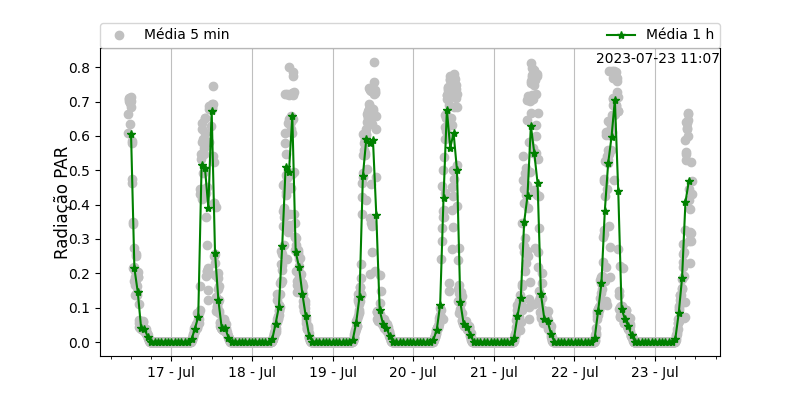 Média 5 min
Média 1 h
2023-07-23 11:07
Radiação PAR
0.8
0.7
0.6
0.5
0.4
0.3
0.2
0.1
0.0
17 - Jul
18 - Jul
19 - Jul
20 - Jul
21 - Jul
22 - Jul
23 - Jul